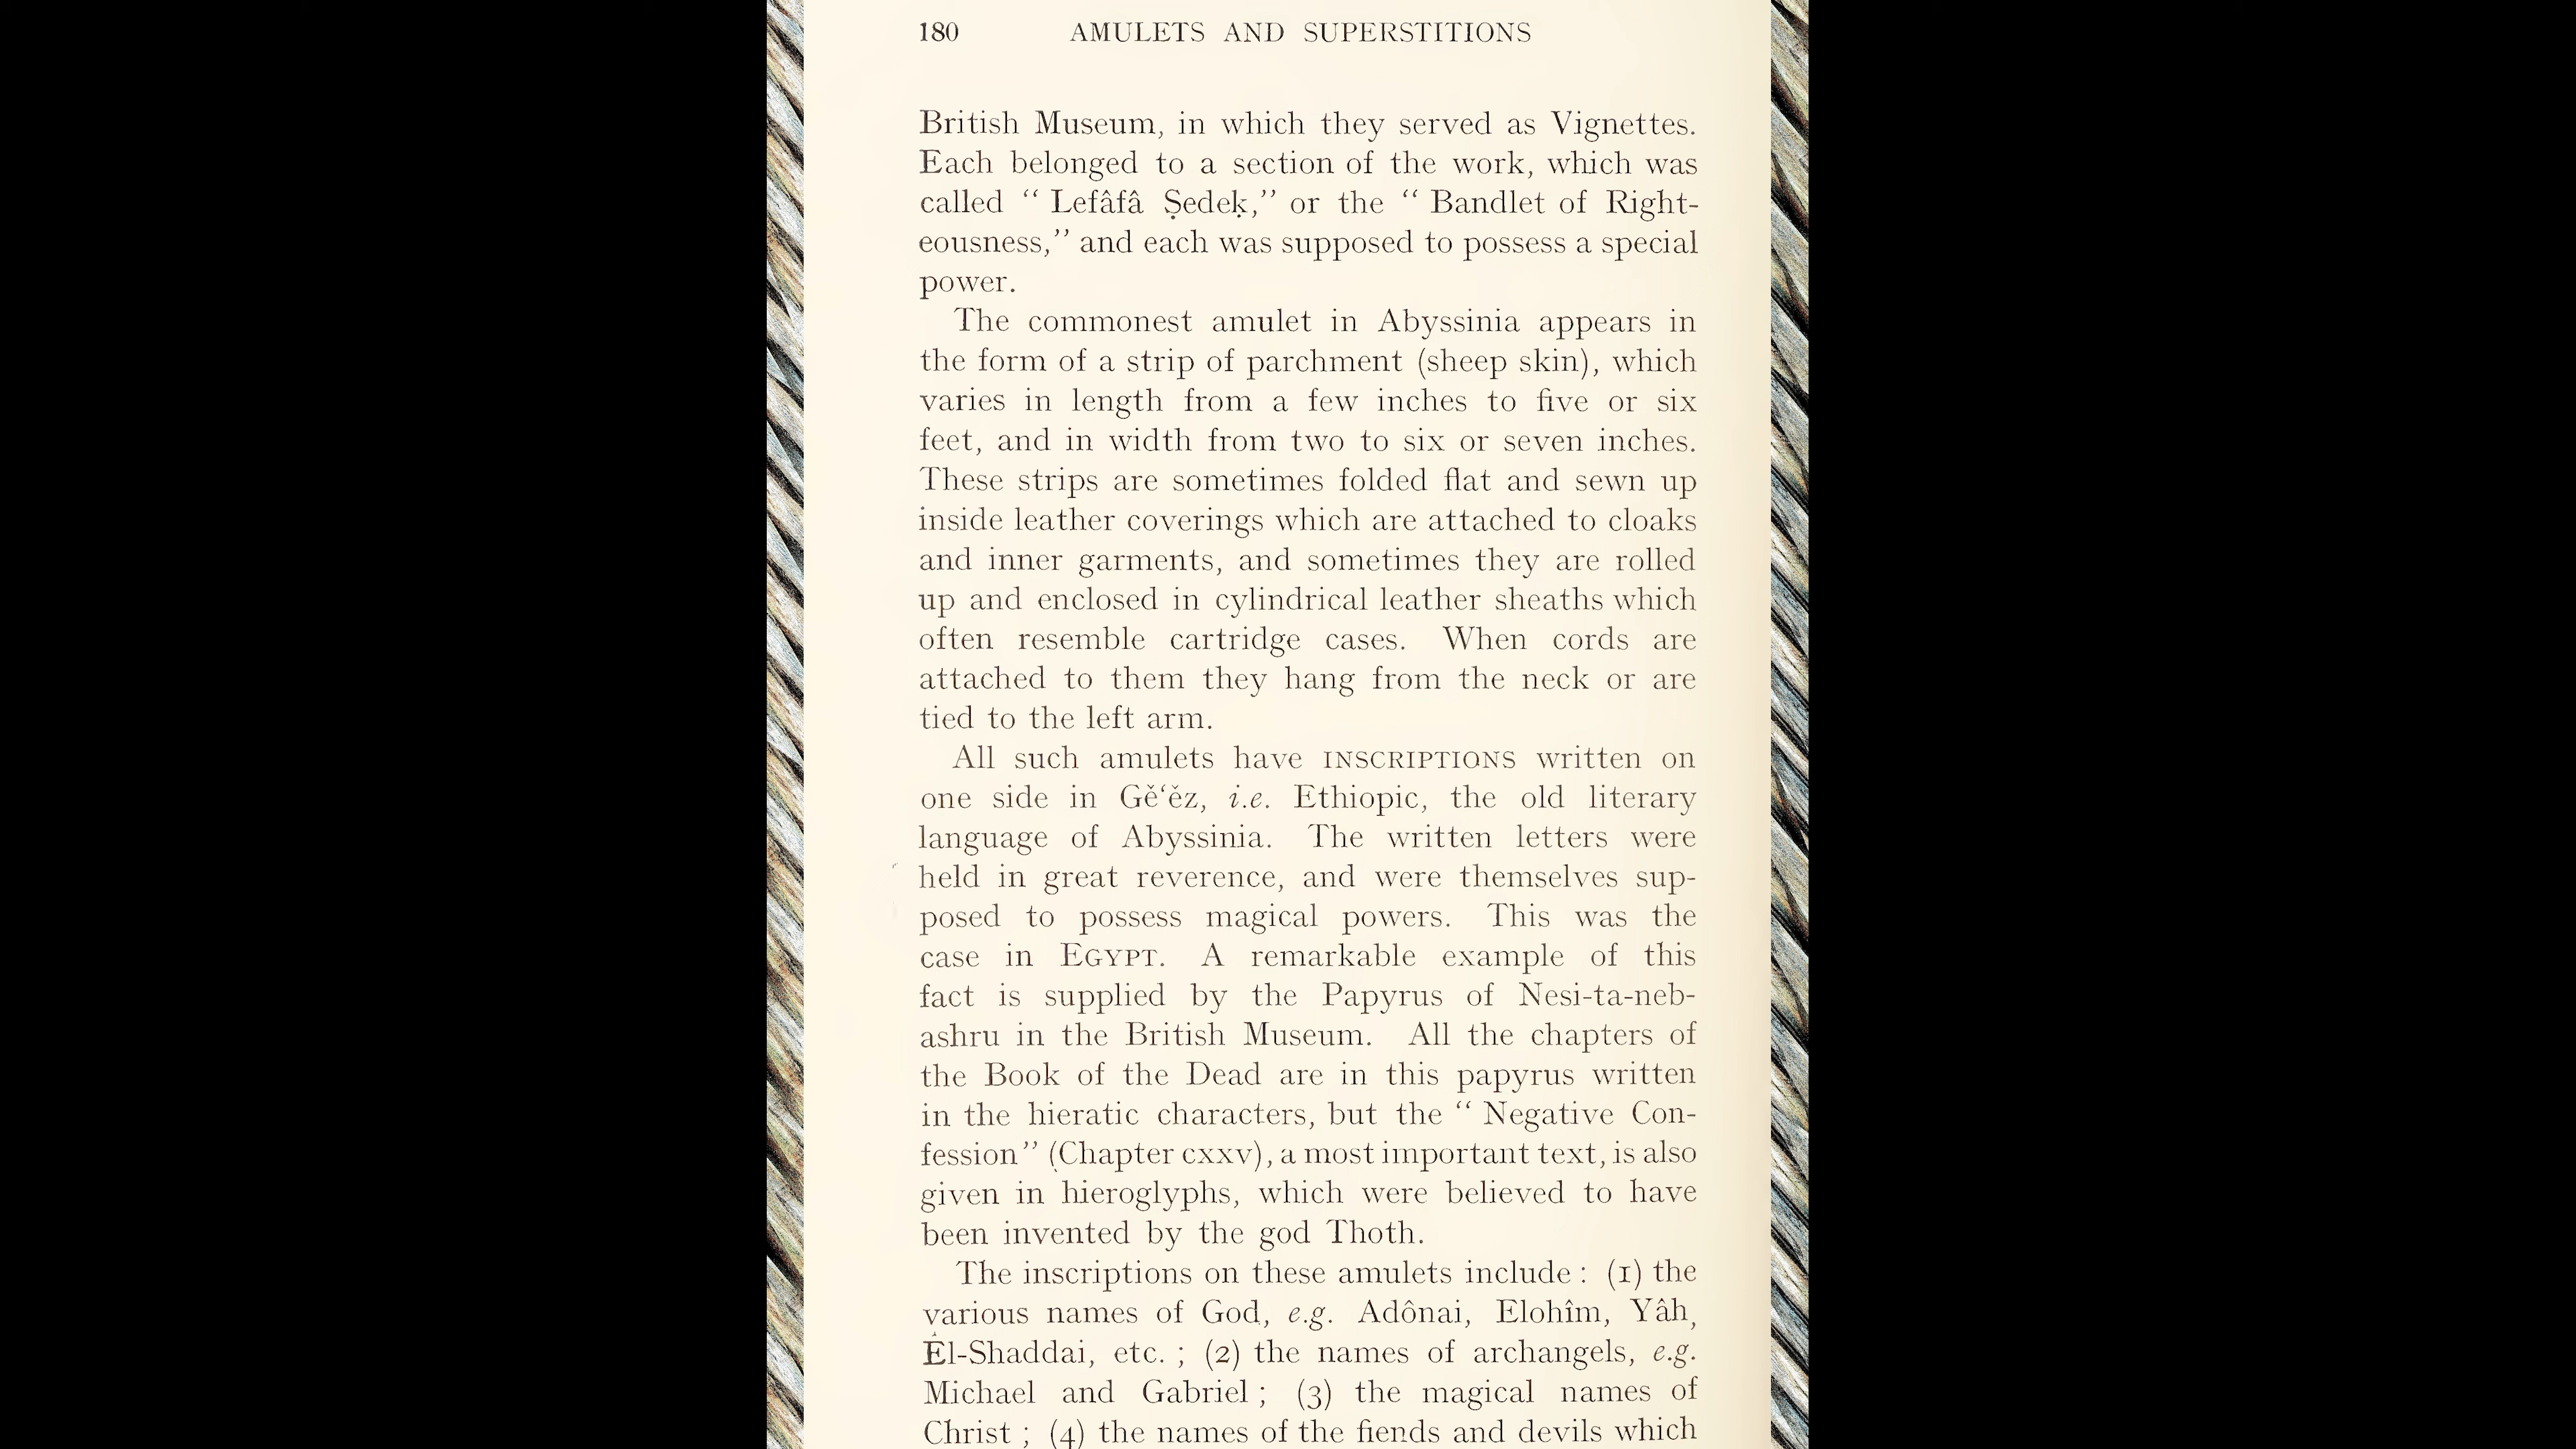 180 AMULETS AND SUPERSTITIONS
British Museum, in which they served as Vignettes.
Each belonged to a section of the work, which was
called “ Lefâfâ Ṣedeḳ,” or the “ Bandlet of Right-
eousness,” and each was supposed to possess a special
power.
The commonest amulet in Abyssinia appears in
the form of a strip of parchment (sheep skin), which
varies in length from a few inches to five or six
feet, and in width from two to six or seven inches.
These strips are sometimes folded flat and sewn up
inside leather coverings which are attached to cloaks
and inner garments, and sometimes they are rolled
up and enclosed in cylindrical leather sheaths which
often resemble cartridge cases. When cords are
attached to them they hang from the neck or are
tied to the left arm.
All such amulets have INSCRIPTIONS written on
one side in Gĕ‘ĕz, i.e. Ethiopic, the old literary
language of Abyssinia. The written letters were
held in great reverence, and were themselves sup-
posed to possess magical powers. This was the
case in EGYPT. A remarkable example of this
fact is supplied by the Papyrus of Nesi-ta-neb-
ashru in the British Museum. All the chapters of
the Book of the Dead are in this papyrus written
in the hieratic characters, but the “ Negative Con-
fession” (Chapter cxxv), a most important text, is also
given in hieroglyphs, which were believed to have
been invented by the god Thoth.
The inscriptions on these amulets include : (1) the
various names of God, e.g. Adônai, Elohîm, Yâh,
Êl-Shaddai, etc. ; (2) the names of archangels, e.g.
Michael and Gabriel ; (3) the magical names of
Christ ; (4) the names of the fiends and devils which